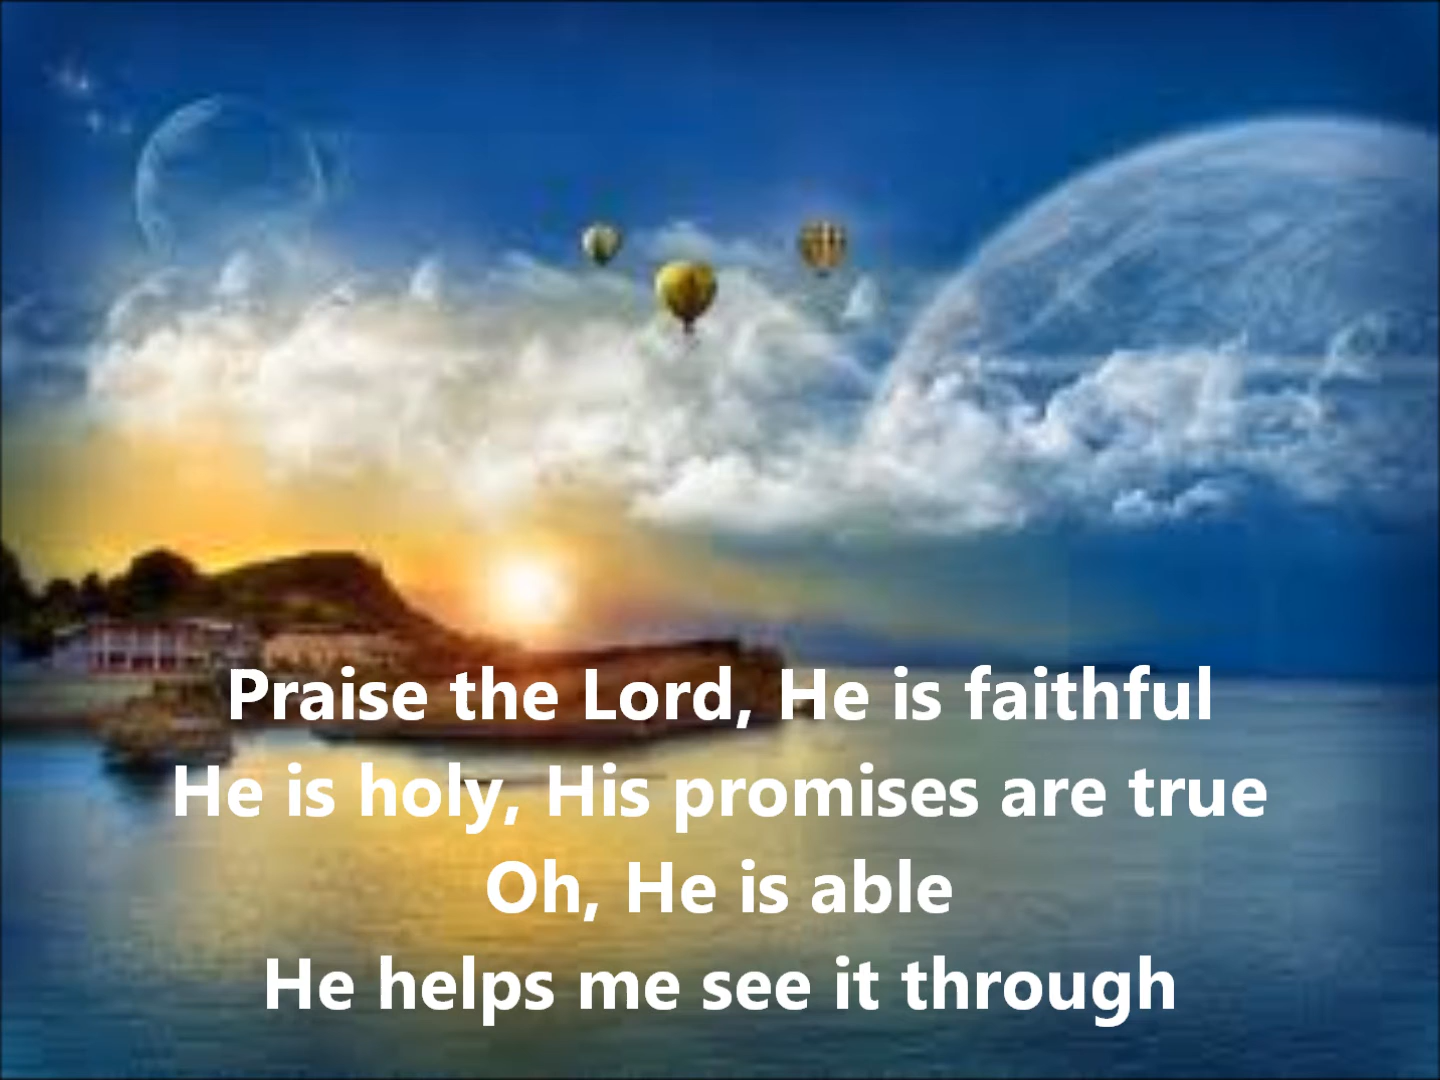 Praise the Lord, He is faithful
He is holy, His promises are true
Oh, He is able
He helps me see it through